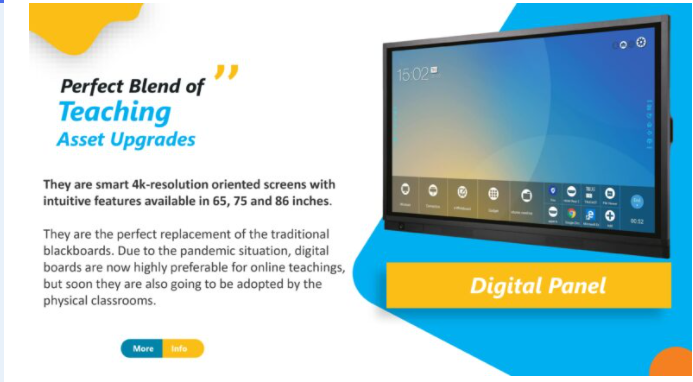 Perfect Blend of ”
Teaching
Asset Upgrades
They are smart 4k-resolution oriented screens with
intuitive features available in 65, 75 and 86 inches.
They are the perfect replacement of the traditional
blackboards. Due to the pandemic situation, digital
boards are now highly preferable for online teachings,
but soon they are also going to be adopted by the
physical classrooms.
More Info
15:02
00:02
Digital Panel